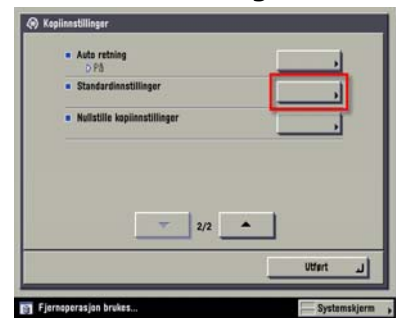 Kopiinnstillinger
Auto retning
På
Standardinnstillinger
Nullstille kopiinnstillinger
2/2
Utført
Fjernoperasjon brukes...
Systemskjerm